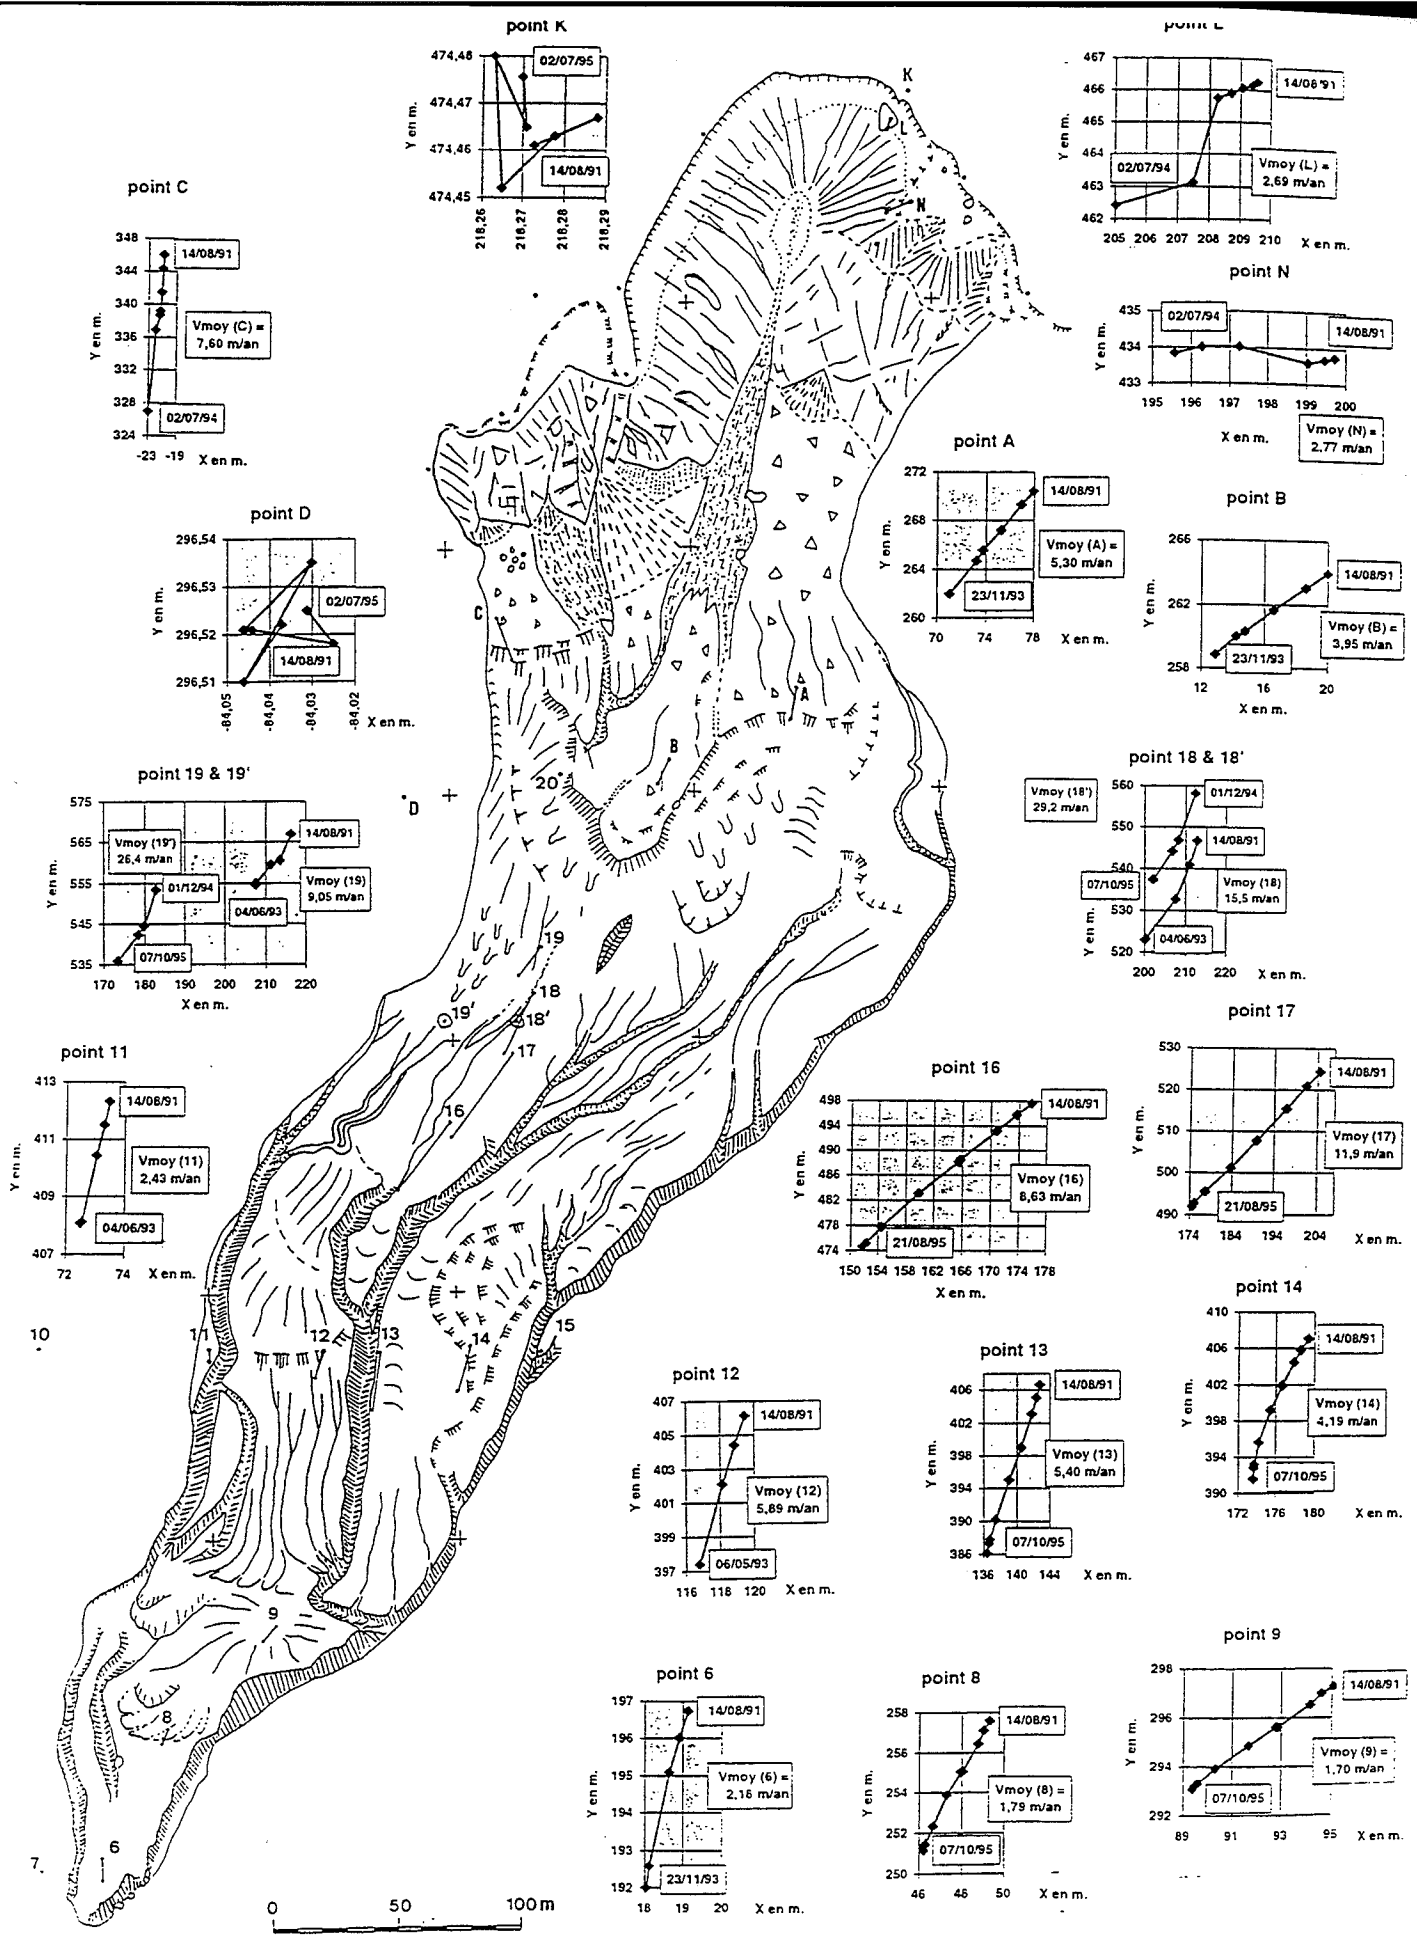 point K
474,48
474,47
474,46
474,45
Y en m.
02/07/95
14/08/91
218,26
218,27
218,28
218,29
point L
467
466
465
464
463
462
Y en m.
14/08'91
02/07/94
Vmoy (L) =
2,69 m/an
205 206 207 208 209 210 X en m.
point C
348
344
340
336
332
328
324
Y en m.
14/08/91
Vmoy (C) =
7,60 m/an
02/07/94
-23 -19 X en m.
point N
435
434
433
Y en m.
02/07/94
14/08/91
195 196 197 198 199 200
X en m.
Vmoy (N) =
2,77 m/an
point A
272
268
264
260
Y en m.
14/08/91
Vmoy (A) =
5,30 m/an
23/11/93
70 74 78 X en m.
point B
266
262
258
Y en m.
14/08/91
Vmoy (B) =
3,95 m/an
23/11/93
12 16 20
X en m.
point D
296,54
296,53
296,52
296,51
Y en m.
02/07/95
14/08/91
-84,05
-84,04
-84,03
-84,02
X en m.
point 19 & 19'
575
565
555
545
535
Y en m.
14/08/91
Vmoy (19')
26,4 m/an
01/12/94
Vmoy (19)
9,05 m/an
04/06/93
07/10/95
170 180 190 200 210 220
X en m.
point 18 & 18'
Vmoy (18')
29,2 m/an
560
550
540
530
520
Y en m.
01/12/94
14/08/91
07/10/95
Vmoy (18)
15,5 m/an
04/06/93
200 210 220 X en m.
point 11
413
411
409
407
Y en m.
14/08/91
Vmoy (11)
2,43 m/an
04/06/93
72 74 X en m.
point 17
530
520
510
500
490
Y en m.
14/08/91
Vmoy (17)
11,9 m/an
21/08/95
174 184 194 204 X en m.
point 16
498
494
490
486
482
478
474
Y en m.
14/08/91
Vmoy (16)
8,63 m/an
21/08/95
150 154 158 162 166 170 174 178
X en m.
point 14
410
406
402
398
394
390
Y en m.
14/08/91
Vmoy (14)
4,19 m/an
07/10/95
172 176 180 X en m.
point 13
406
402
398
394
390
386
Y en m.
14/08/91
Vmoy (13)
5,40 m/an
07/10/95
136 140 144 X en m.
point 12
407
405
403
401
399
397
Y en m.
14/08/91
Vmoy (12)
5,89 m/an
06/05/93
116 118 120 X en m.
point 9
298
296
294
292
Y en m.
14/08/91
Vmoy (9) =
1,70 m/an
07/10/95
89 91 93 95 X en m.
point 6
197
196
195
194
193
192
Y en m.
14/08/91
Vmoy (6) =
2,16 m/an
23/11/93
18 19 20 X en m.
point 8
258
256
254
252
250
Y en m.
14/08/91
Vmoy (8) =
1,79 m/an
07/10/95
46 48 50 X en m.
K
L
N
C
A
B
D
20
19
18
19'
18'
17
16
10
11
12
13
14
15
9
8
7
6
0 50 100 m